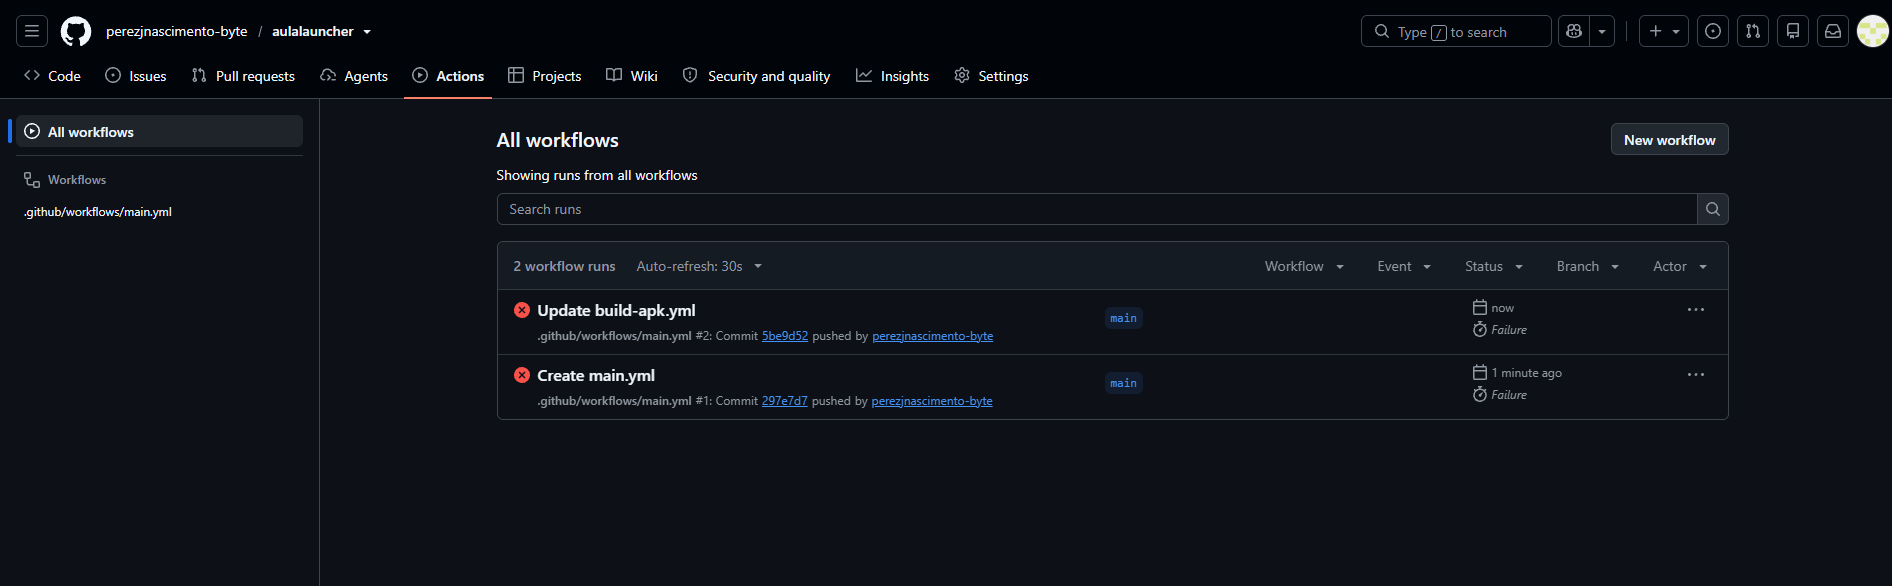 perezjnascimento-byte / aulalauncher
Type / to search
Code Issues Pull requests Agents Actions Projects Wiki Security and quality Insights Settings
All workflows
Workflows
.github/workflows/main.yml
All workflows
New workflow
Showing runs from all workflows
Search runs
2 workflow runs Auto-refresh: 30s Workflow Event Status Branch Actor
Update build-apk.yml
.github/workflows/main.yml #2: Commit 5be9d52 pushed by perezjnascimento-byte
main
now
Failure
Create main.yml
.github/workflows/main.yml #1: Commit 297e7d7 pushed by perezjnascimento-byte
main
1 minute ago
Failure